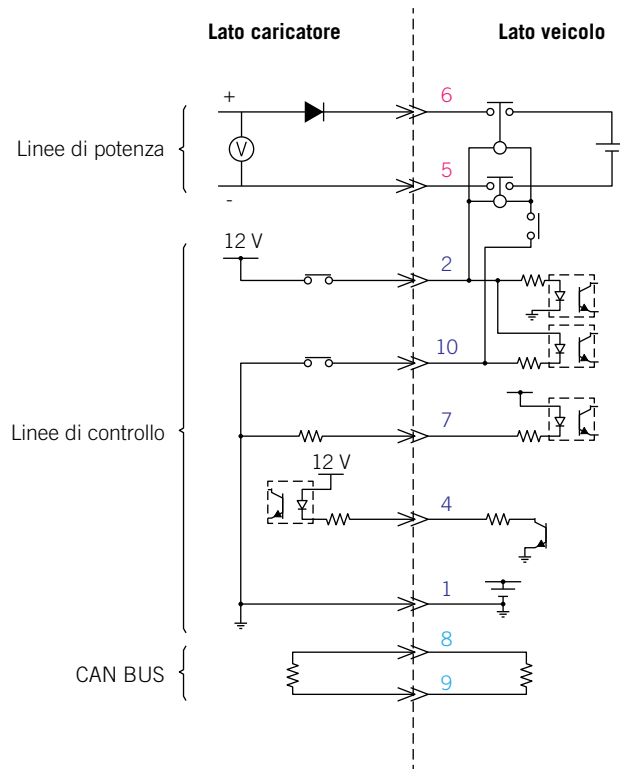 Lato caricatore
Lato veicolo
+
6
V
Linee di potenza
5
-
12 V
2
10
7
Linee di controllo
12 V
4
1
8
CAN BUS
9